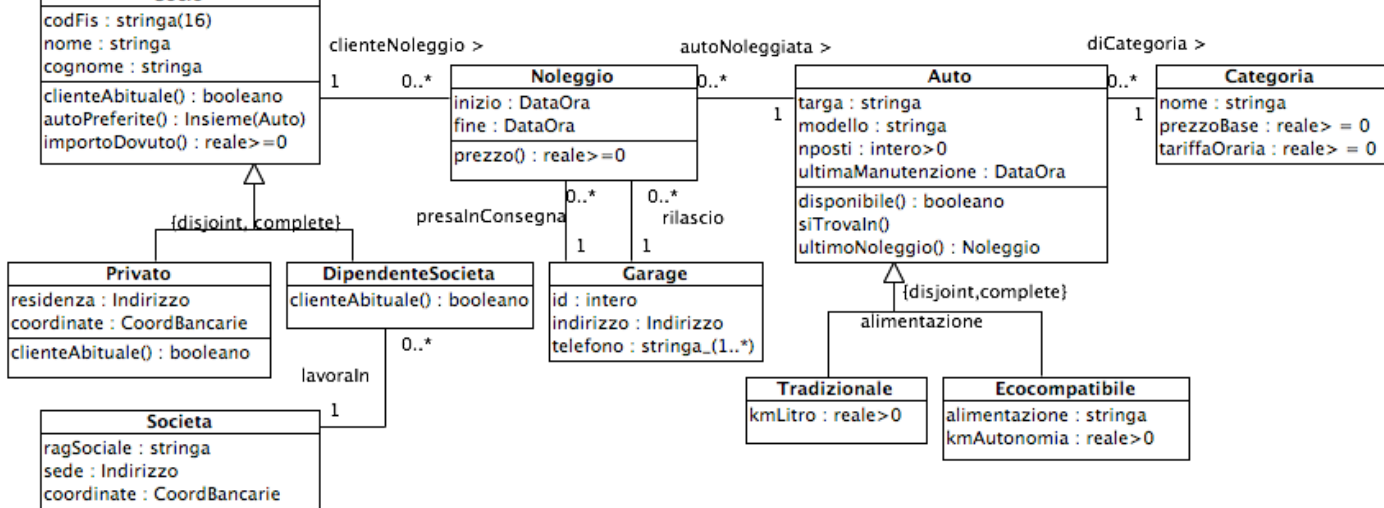 codFis : stringa(16)
nome : stringa
cognome : stringa
clienteAbituale() : booleano
autoPreferite() : Insieme(Auto)
importoDovuto() : reale>=0
clienteNoleggio >
1
0..*
Noleggio
inizio : DataOra
fine : DataOra
prezzo() : reale>=0
autoNoleggiata >
0..*
1
Auto
targa : stringa
modello : stringa
nposti : intero>0
ultimaManutenzione : DataOra
disponibile() : booleano
siTrovaIn()
ultimoNoleggio() : Noleggio
diCategoria >
0..*
1
Categoria
nome : stringa
prezzoBase : reale> = 0
tariffaOraria : reale> = 0
{disjoint, complete}
presaInConsegna
0..*
1
0..*
rilascio
1
Privato
residenza : Indirizzo
coordinate : CoordBancarie
clienteAbituale() : booleano
DipendenteSocieta
clienteAbituale() : booleano
Garage
id : intero
indirizzo : Indirizzo
telefono : stringa_(1..*)
{disjoint,complete}
alimentazione
0..*
lavoraIn
1
Tradizionale
kmLitro : reale>0
Ecocompatibile
alimentazione : stringa
kmAutonomia : reale>0
Societa
ragSociale : stringa
sede : Indirizzo
coordinate : CoordBancarie